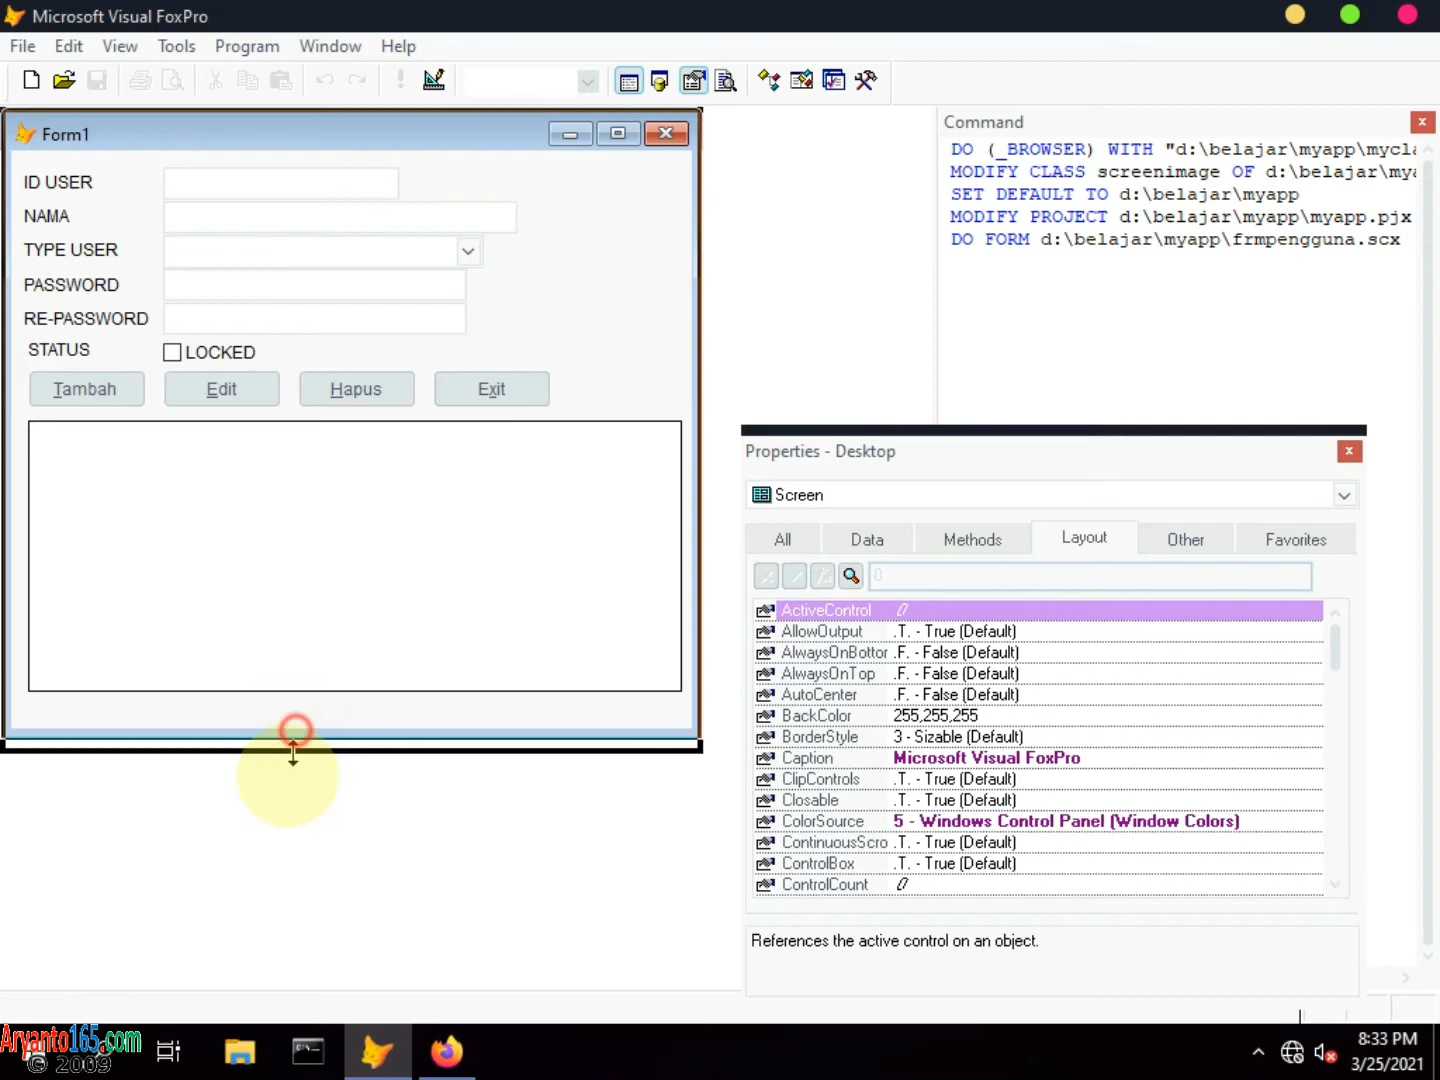 Microsoft Visual FoxPro
File Edit View Tools Program Window Help
Form1
ID USER
NAMA
TYPE USER
PASSWORD
RE-PASSWORD
STATUS LOCKED
Tambah Edit Hapus Exit
Command
DO (_BROWSER) WITH "d:\belajar\myapp\mycla
MODIFY CLASS screenimage OF d:\belajar\mya
SET DEFAULT TO d:\belajar\myapp
MODIFY PROJECT d:\belajar\myapp\myapp.pjx
DO FORM d:\belajar\myapp\frmpengguna.scx
Properties - Desktop
Screen
All Data Methods Layout Other Favorites
0
ActiveControl 0
AllowOutput .T. - True (Default)
AlwaysOnBottor .F. - False (Default)
AlwaysOnTop .F. - False (Default)
AutoCenter .F. - False (Default)
BackColor 255,255,255
BorderStyle 3 - Sizable (Default)
Caption Microsoft Visual FoxPro
ClipControls .T. - True (Default)
Closable .T. - True (Default)
ColorSource 5 - Windows Control Panel (Window Colors)
ContinuousScro .T. - True (Default)
ControlBox .T. - True (Default)
ControlCount 0
References the active control on an object.
Aryanto165.com
© 2009
8:33 PM
3/25/2021